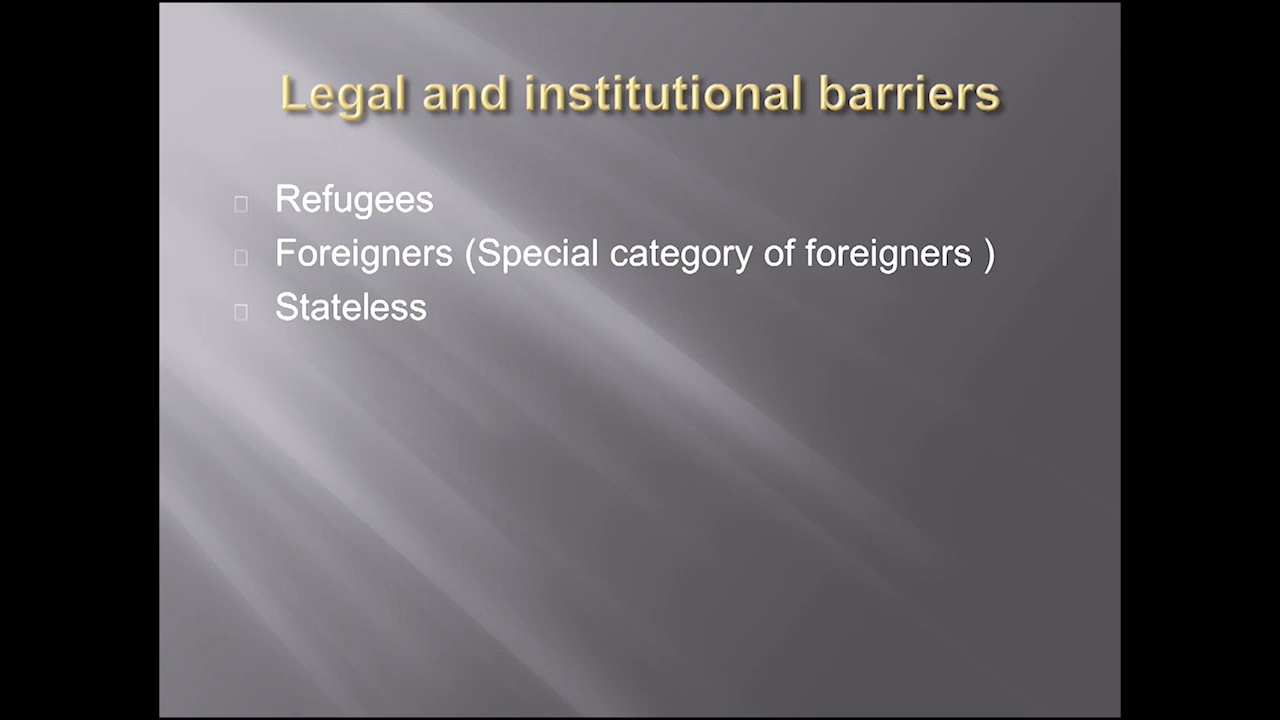 Legal and institutional barriers
Refugees
Foreigners (Special category of foreigners )
Stateless